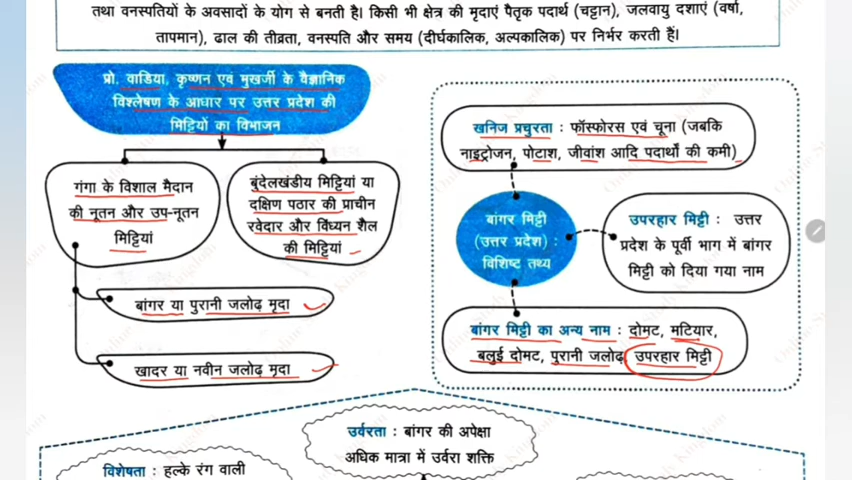 तथा वनस्पतियों के अवसादों के योग से बनती है। किसी भी क्षेत्र की मृदाएं पैतृक पदार्थ (चट्टान), जलवायु दशाएं (वर्षा,
तापमान), ढाल की तीव्रता, वनस्पति और समय (दीर्घकालिक, अल्पकालिक) पर निर्भर करती हैं।
प्रो. वाडिया, कृष्णन एवं मुखर्जी के वैज्ञानिक
विश्लेषण के आधार पर उत्तर प्रदेश की
मिट्टियों का विभाजन
गंगा के विशाल मैदान
की नूतन और उप-नूतन
मिट्टियां
बुंदेलखंडीय मिट्टियां या
दक्षिण पठार की प्राचीन
रवेदार और विंध्यन शैल
की मिट्टियां
बांगर या पुरानी जलोढ़ मृदा
खादर या नवीन जलोढ़ मृदा
खनिज प्रचुरता : फॉस्फोरस एवं चूना (जबकि
नाइट्रोजन, पोटाश, जीवांश आदि पदार्थों की कमी)
बांगर मिट्टी
(उत्तर प्रदेश) :
विशिष्ट तथ्य
उपरहार मिट्टी : उत्तर
प्रदेश के पूर्वी भाग में बांगर
मिट्टी को दिया गया नाम
बांगर मिट्टी का अन्य नाम : दोमट, मटियार,
बलुई दोमट, पुरानी जलोढ़, उपरहार मिट्टी
उर्वरता : बांगर की अपेक्षा
अधिक मात्रा में उर्वरा शक्ति
विशेषता : हल्के रंग वाली